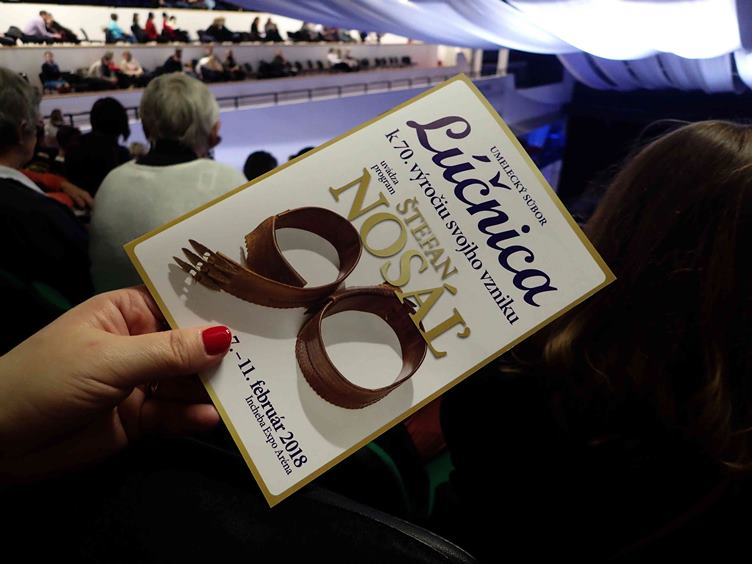 UMELECKÝ SÚBOR
Lúčnica
k 70. výročiu svojho vzniku
uvádza
program
ŠTEFAN
NOSÁĽ
90
7.–11. február 2018
Incheba Expo Aréna